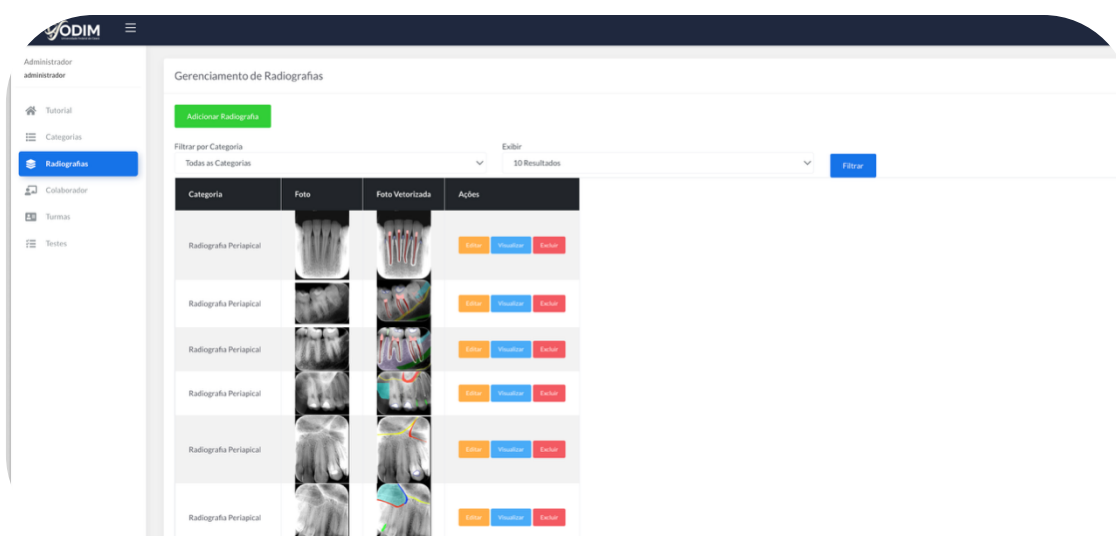 ODIM
Administrador
administrador
Tutorial
Categorias
Radiografias
Colaborador
Turmas
Testes
Gerenciamento de Radiografias
Adicionar Radiografia
Filtrar por Categoria
Todas as Categorias
Exibir
10 Resultados
Filtrar
Categoria Foto Foto Vetorizada Ações
Radiografia Periapical Editar Visualizar Excluir
Radiografia Periapical Editar Visualizar Excluir
Radiografia Periapical Editar Visualizar Excluir
Radiografia Periapical Editar Visualizar Excluir
Radiografia Periapical Editar Visualizar Excluir
Radiografia Periapical Editar Visualizar Excluir